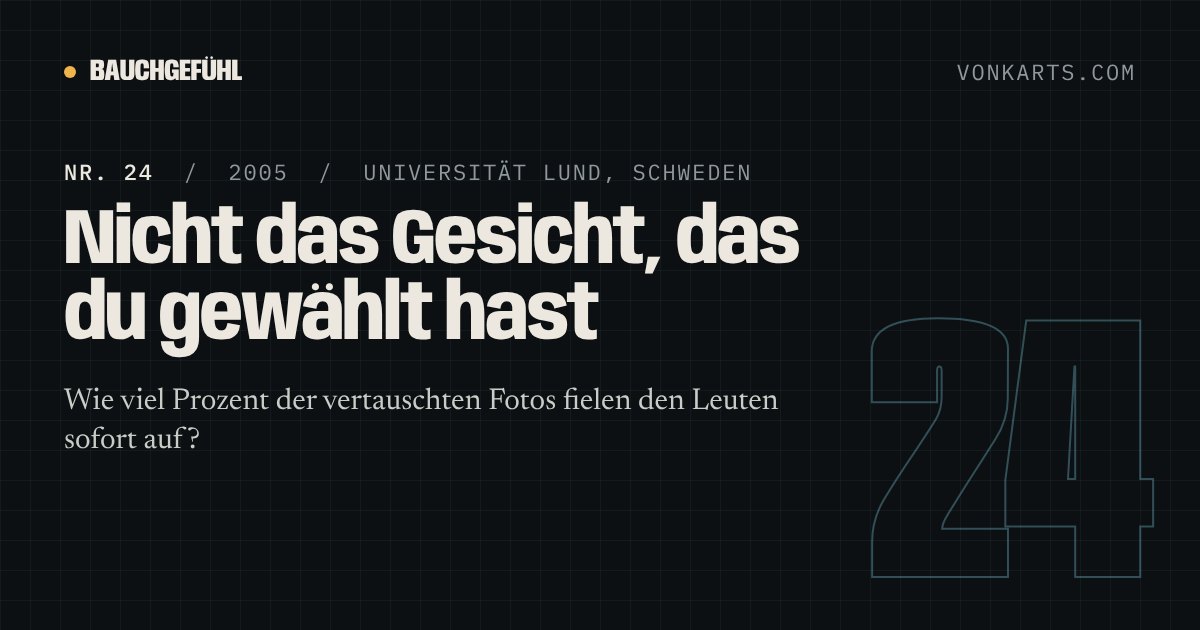 BAUCHGEFÜHL
VONKARTS.COM
NR. 24 / 2005 / UNIVERSITÄT LUND, SCHWEDEN
Nicht das Gesicht, das
du gewählt hast
Wie viel Prozent der vertauschten Fotos fielen den Leuten
sofort auf?
24